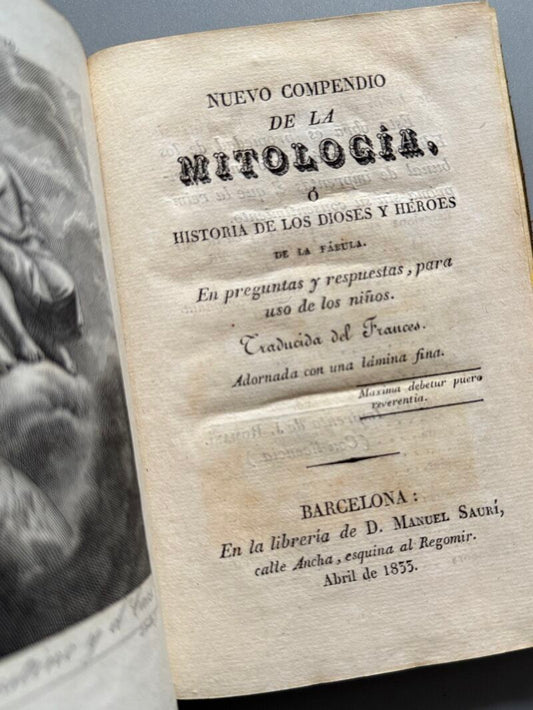 NUEVO COMPENDIO
DE LA
MITOLOGÍA,
Ó
HISTORIA DE LOS DIOSES Y HÉROES
DE LA FÁBULA.
En preguntas y respuestas, para
uso de los niños.
Traducida del Frances.
Adornada con una lámina fina.
Maxima debetur puero
reverentia.
BARCELONA:
En la librería de D. MANUEL SAURÍ,
calle Ancha, esquina al Regomir.
Abril de 1833.